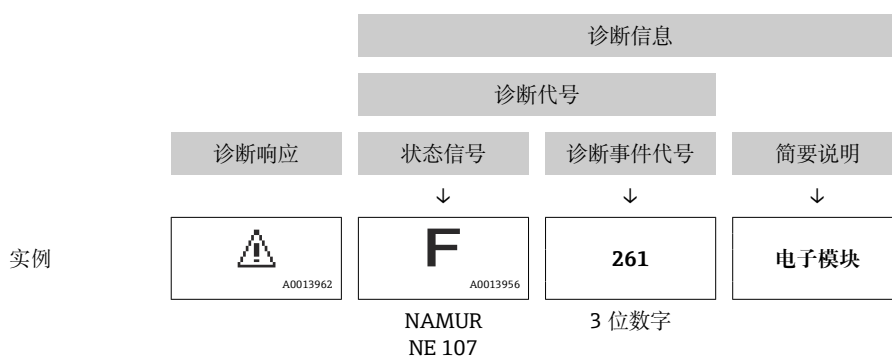 诊断信息
诊断代号
诊断响应 状态信号 诊断事件代号 简要说明
↓ ↓ ↓
实例 A0013962 F A0013956 261 电子模块
NAMUR 3 位数字
NE 107